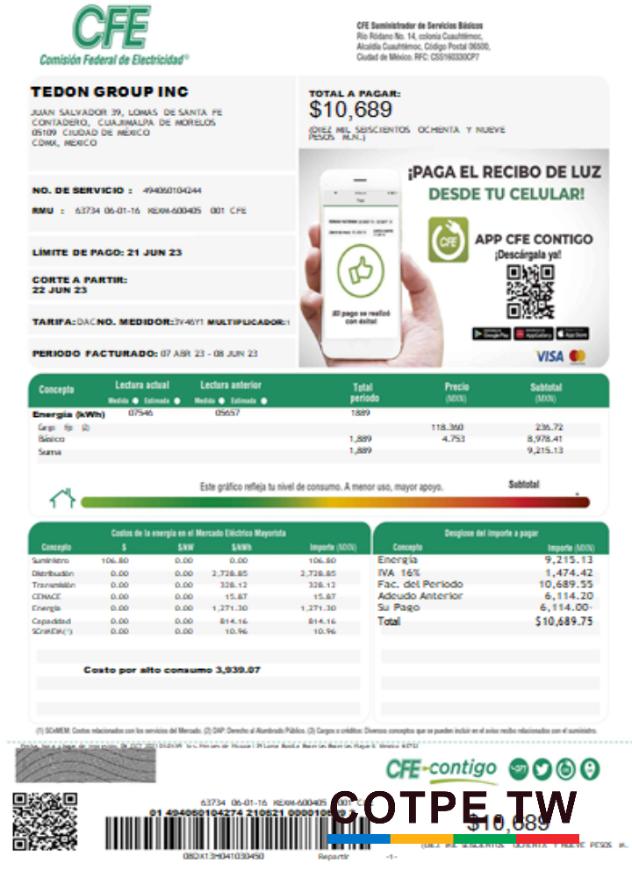 CFE
Comisión Federal de Electricidad®
CFE Suministrador de Servicios Básicos
Río Ródano No. 14, colonia Cuauhtémoc,
Alcaldía Cuauhtémoc, Código Postal 06500,
Ciudad de México. RFC: CSS160330CP7
TEDON GROUP INC
JUAN SALVADOR 39, LOMAS DE SANTA FE
CONTADERO, CUAJIMALPA DE MORELOS
05109 CIUDAD DE MÉXICO
CDMX, MEXICO
TOTAL A PAGAR:
$10,689
(DIEZ MIL SEISCIENTOS OCHENTA Y NUEVE
PESOS M.N.)
NO. DE SERVICIO : 494060104244
RMU : 63734 06-01-16 KEXM-600405 001 CFE
LÍMITE DE PAGO: 21 JUN 23
CORTE A PARTIR:
22 JUN 23
TARIFA:DAC NO. MEDIDOR:3V46Y1 MULTIPLICADOR:1
PERIODO FACTURADO: 07 ABR 23 - 08 JUN 23
¡PAGA EL RECIBO DE LUZ
DESDE TU CELULAR!
CFE
APP CFE CONTIGO
¡Descárgala ya!
¡El pago se realizó
con éxito!
Google Play
AppGallery
App Store
VISA
Concepto
Lectura actual
Medida Estimada
Lectura anterior
Medida Estimada
Total
periodo
Precio
(MXN)
Subtotal
(MXN)
Energía (kWh) 07546 05657 1889
Cargo fijo (2) 118.360 236.72
Básico 1,889 4.753 8,978.41
Suma 1,889 9,215.13
Este gráfico refleja tu nivel de consumo. A menor uso, mayor apoyo.
Subtotal
Costos de la energía en el Mercado Eléctrico Mayorista
Concepto $ $/kW $/kWh Importe (MXN)
Suministro 106.80 0.00 0.00 106.80
Distribución 0.00 0.00 2,728.85 2,728.85
Transmisión 0.00 0.00 328.12 328.12
CENACE 0.00 0.00 15.87 15.87
Energía 0.00 0.00 1,271.30 1,271.30
Capacidad 0.00 0.00 814.16 814.16
SCnMEM(1) 0.00 0.00 10.96 10.96
Costo por alto consumo 3,939.07
Desglose del importe a pagar
Concepto Importe (MXN)
Energía 9,215.13
IVA 16% 1,474.42
Fac. del Periodo 10,689.55
Adeudo Anterior 6,114.20
Su Pago 6,114.00-
Total $10,689.75
(1) SCnMEM: Costos relacionados con los servicios del Mercado. (2) DAP: Derecho al Alumbrado Público. (3) Cargos o créditos: Diversos conceptos que se pueden incluir en el aviso recibo relacionados con el suministro.
CFE contigo
63734 06-01-16 KEXM-600405 001 CFE
01 494060104274 210621
COTPE.TW
$10,689
Repartir -1-